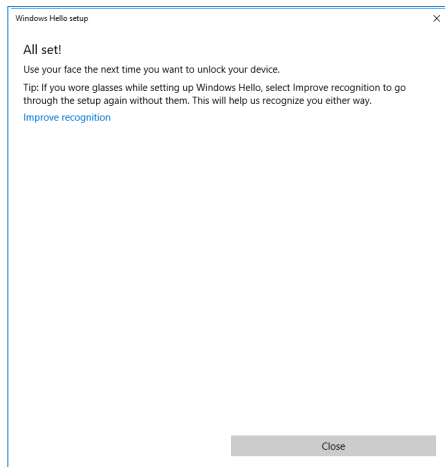 Windows Hello setup
All set!
Use your face the next time you want to unlock your device.
Tip: If you wore glasses while setting up Windows Hello, select Improve recognition to go
through the setup again without them. This will help us recognize you either way.
Improve recognition
Close